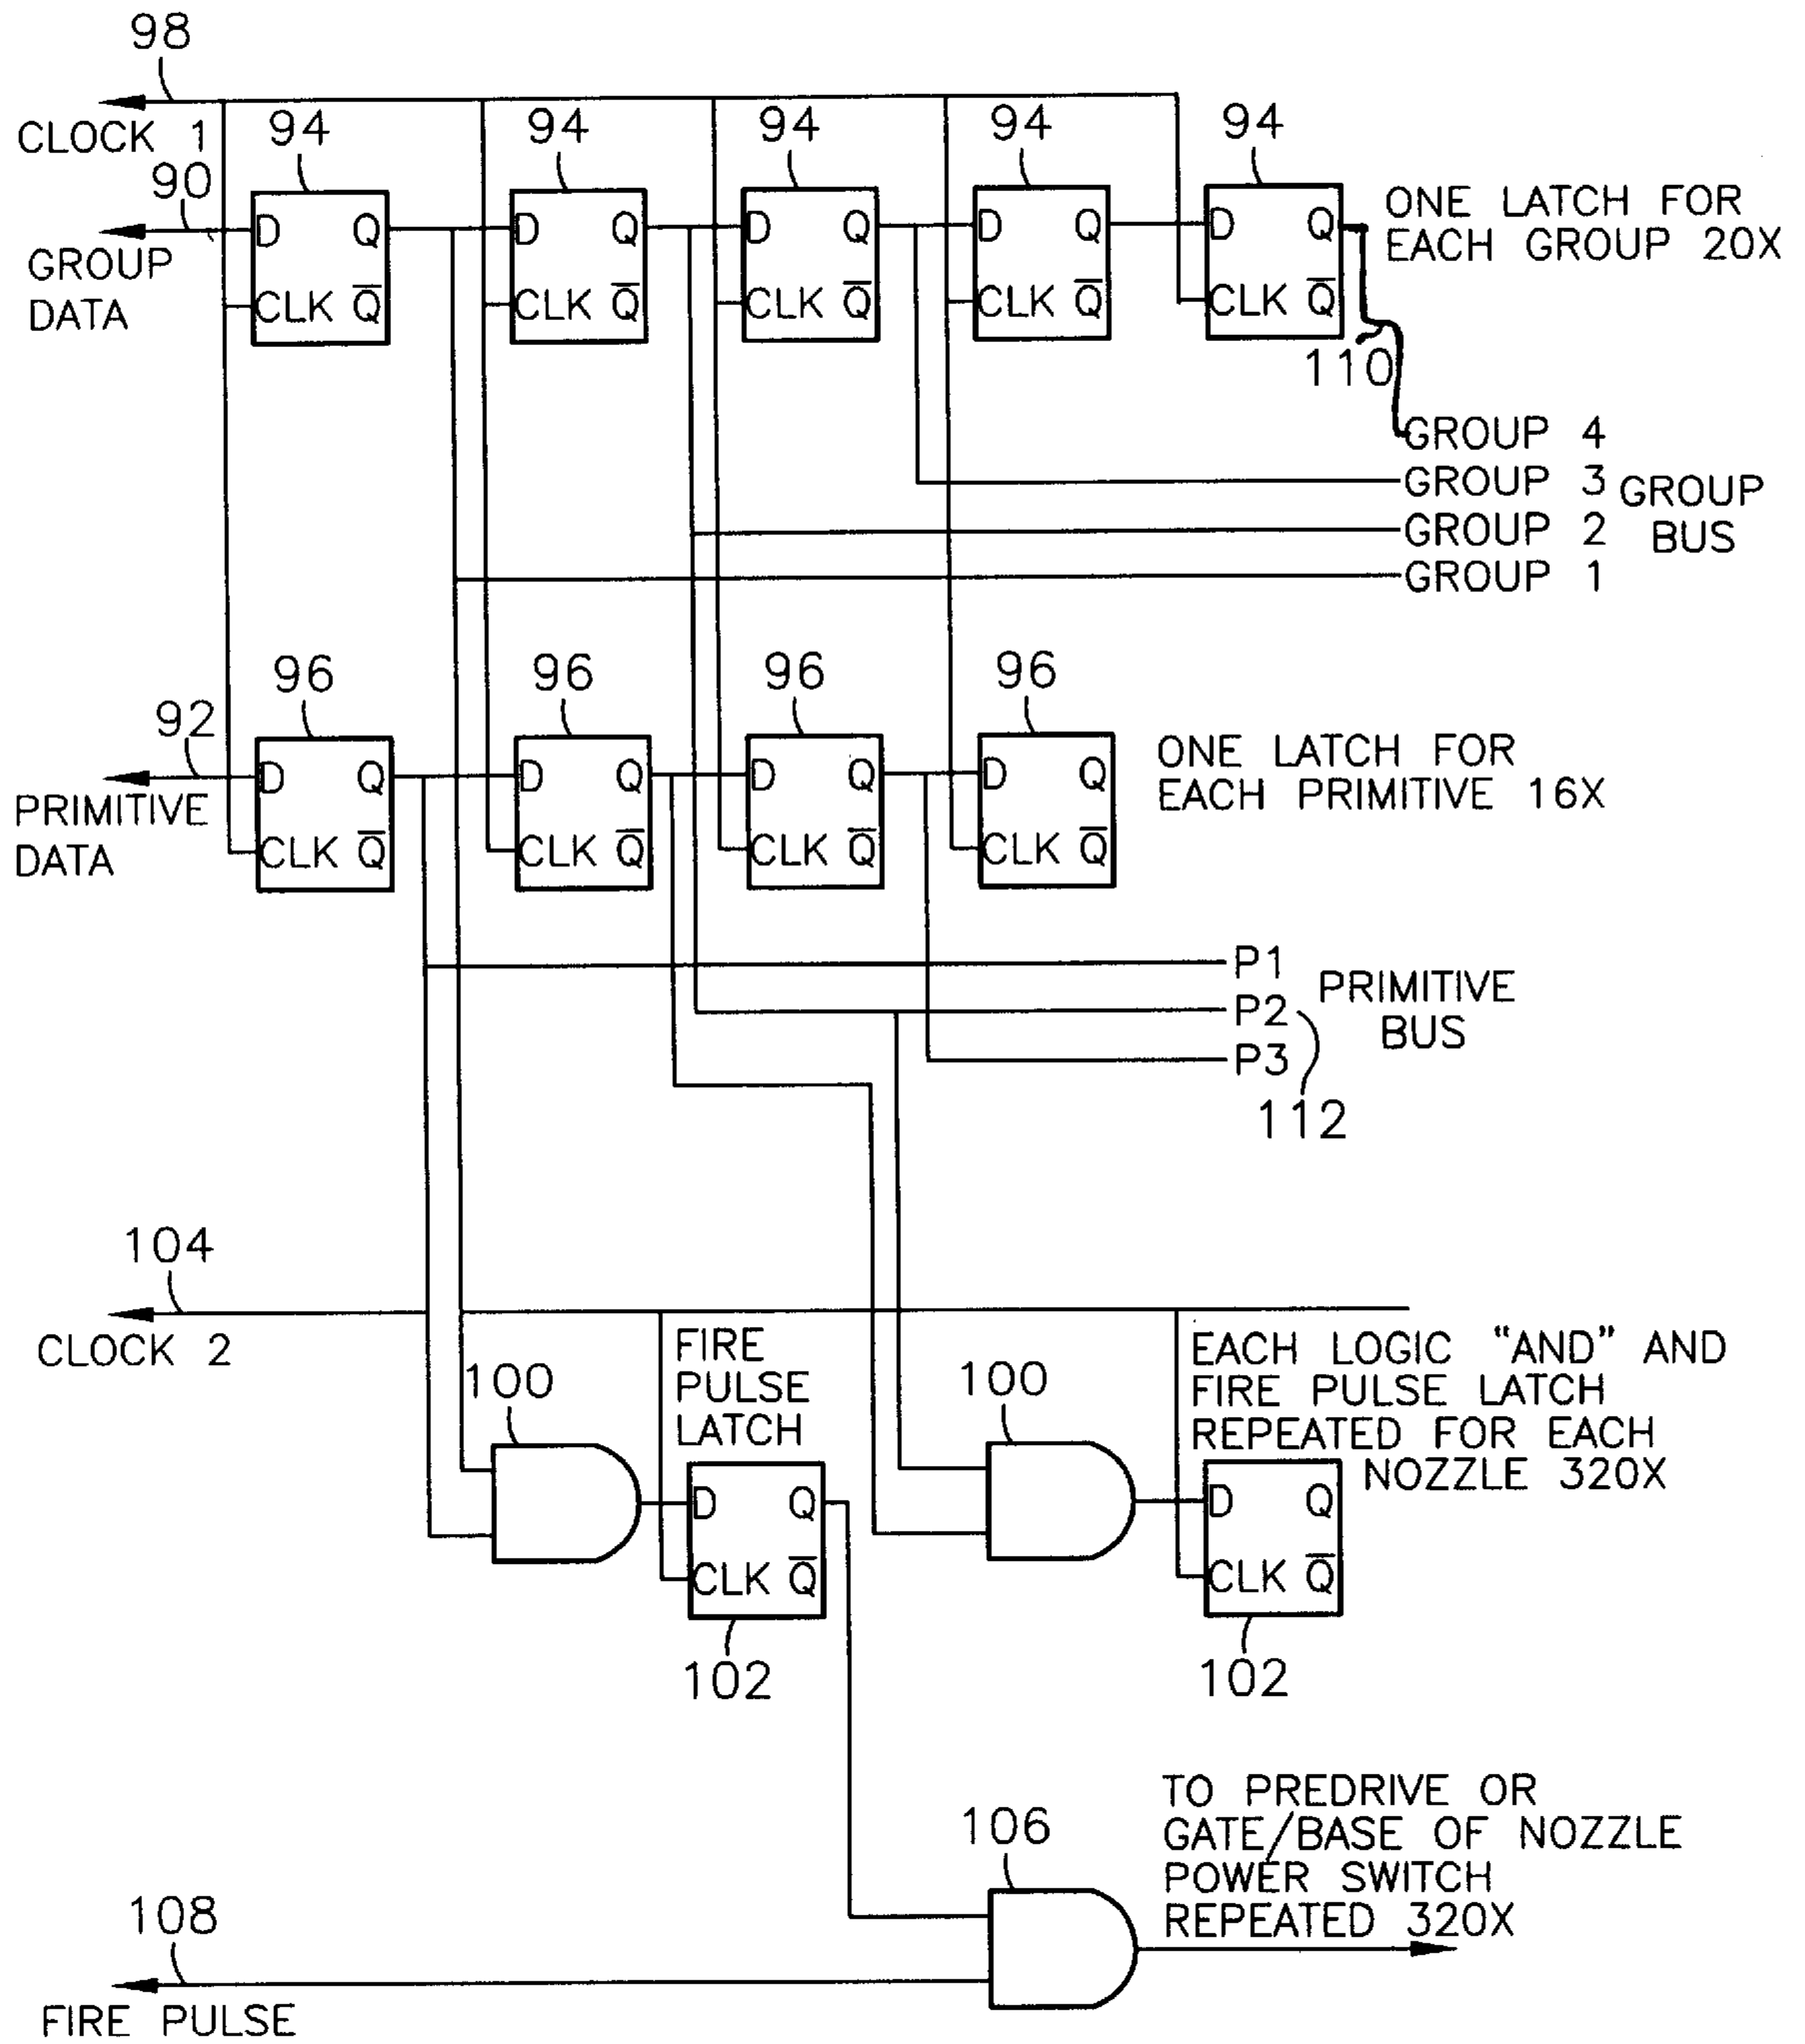 98
CLOCK 1
94 94 94 94 94
90
D Q D Q D Q D Q D Q
ONE LATCH FOR
EACH GROUP 20X
GROUP
DATA
CLK Q̅ CLK Q̅ CLK Q̅ CLK Q̅ CLK Q̅
110
GROUP 4
GROUP 3
GROUP 2
GROUP 1
GROUP
BUS
96 96 96 96
92
D Q D Q D Q D Q
ONE LATCH FOR
EACH PRIMITIVE 16X
PRIMITIVE
DATA
CLK Q̅ CLK Q̅ CLK Q̅ CLK Q̅
P1
P2
P3
PRIMITIVE
BUS
112
104
CLOCK 2
100
FIRE
PULSE
LATCH
100
EACH LOGIC “AND” AND
FIRE PULSE LATCH
REPEATED FOR EACH
NOZZLE 320X
D Q D Q
CLK Q̅ CLK Q̅
102 102
106
TO PREDRIVE OR
GATE/BASE OF NOZZLE
POWER SWITCH
REPEATED 320X
108
FIRE PULSE